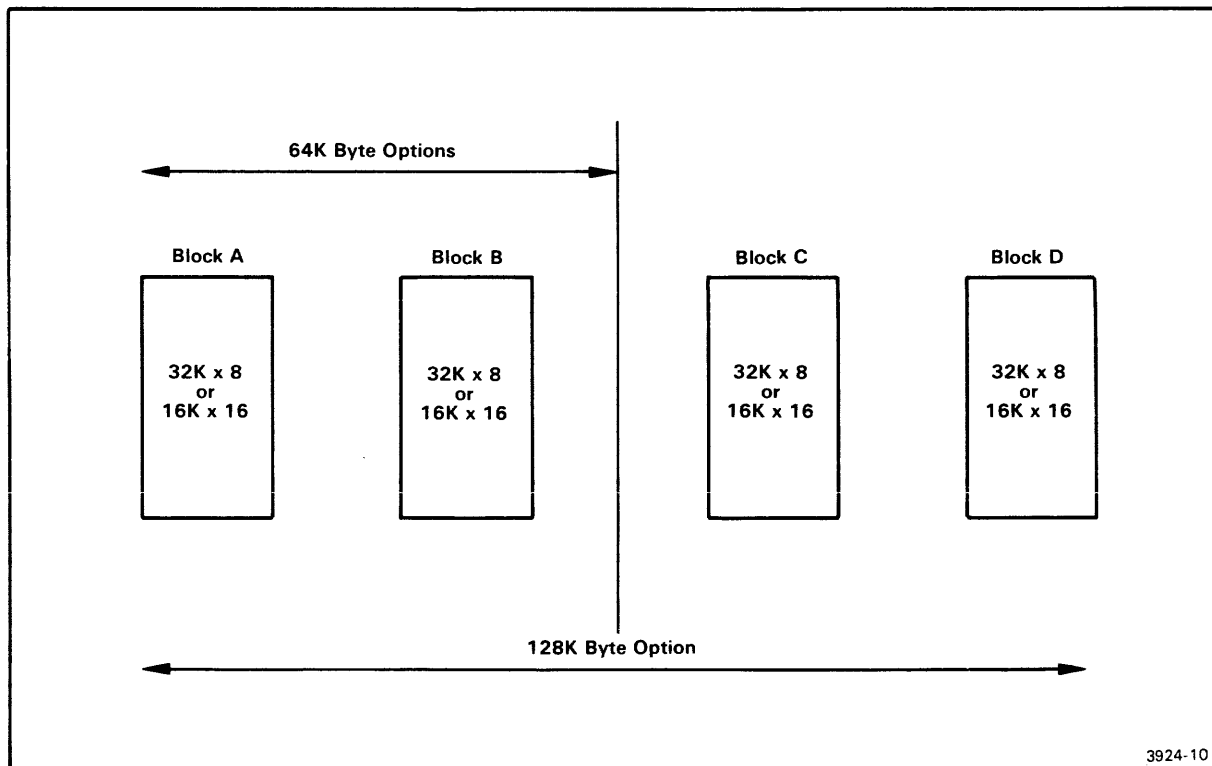 64K Byte Options
Block A
Block B
Block C
Block D
32K x 8
or
16K x 16
32K x 8
or
16K x 16
32K x 8
or
16K x 16
32K x 8
or
16K x 16
128K Byte Option
3924-10